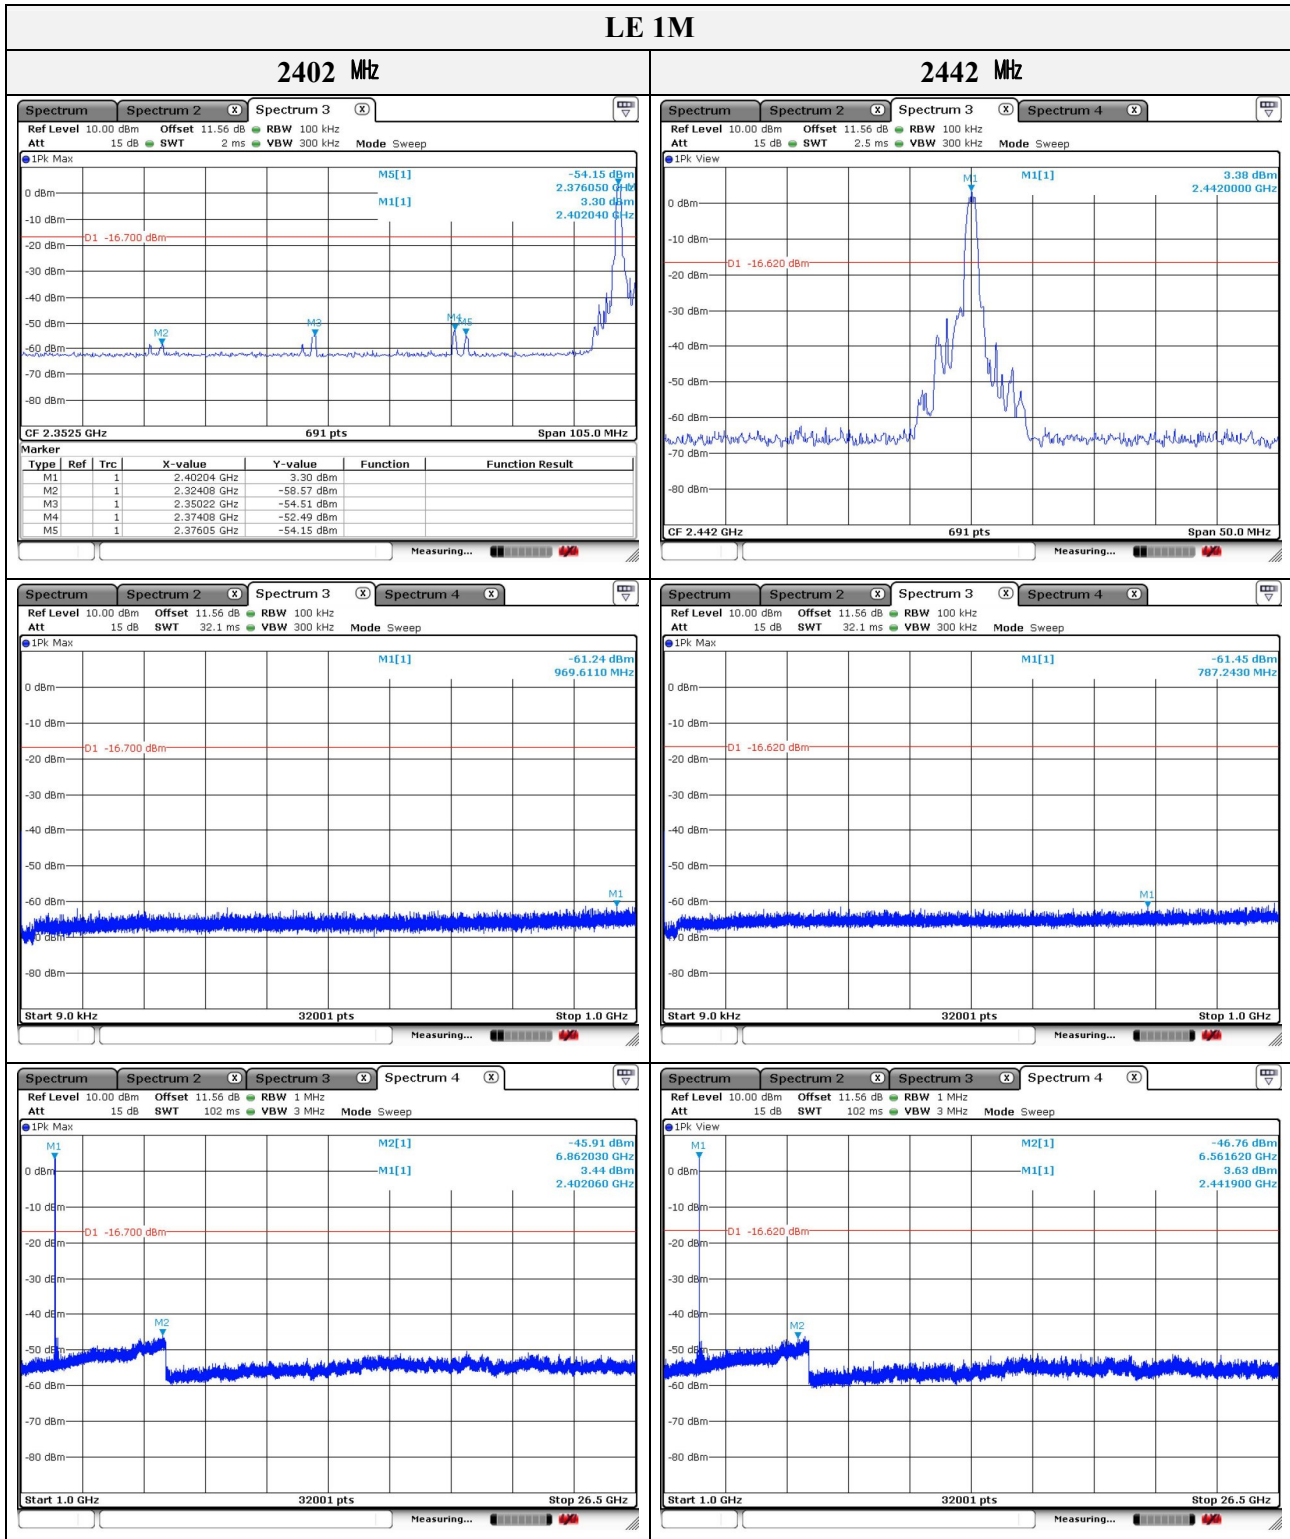 LE 1M
2402 MHz
2442 MHz
Spectrum Spectrum 2 X Spectrum 3 X
Ref Level 10.00 dBm Offset 11.56 dB RBW 100 kHz
Att 15 dB SWT 2 ms VBW 300 kHz Mode Sweep
1Pk Max
M5[1] -54.15 dBm
2.376050 GHz
M1[1] 3.30 dBm
2.402040 GHz
0 dBm
-10 dBm
D1 -16.700 dBm
-20 dBm
-30 dBm
-40 dBm
-50 dBm
M2 M3 M4 M5
-60 dBm
-70 dBm
-80 dBm
CF 2.3525 GHz 691 pts Span 105.0 MHz
Marker
Type Ref Trc X-value Y-value Function Function Result
M1 1 2.40204 GHz 3.30 dBm
M2 1 2.32408 GHz -58.57 dBm
M3 1 2.35022 GHz -54.51 dBm
M4 1 2.37408 GHz -52.49 dBm
M5 1 2.37605 GHz -54.15 dBm
Measuring...
Spectrum Spectrum 2 X Spectrum 3 X Spectrum 4 X
Ref Level 10.00 dBm Offset 11.56 dB RBW 100 kHz
Att 15 dB SWT 2.5 ms VBW 300 kHz Mode Sweep
1Pk View
M1 M1[1] 3.38 dBm
2.4420000 GHz
0 dBm
-10 dBm
D1 -16.620 dBm
-20 dBm
-30 dBm
-40 dBm
-50 dBm
-60 dBm
-70 dBm
-80 dBm
CF 2.442 GHz 691 pts Span 50.0 MHz
Measuring...
Spectrum Spectrum 2 X Spectrum 3 X Spectrum 4 X
Ref Level 10.00 dBm Offset 11.56 dB RBW 100 kHz
Att 15 dB SWT 32.1 ms VBW 300 kHz Mode Sweep
1Pk Max
M1[1] -61.24 dBm
969.6110 MHz
0 dBm
-10 dBm
D1 -16.700 dBm
-20 dBm
-30 dBm
-40 dBm
-50 dBm
-60 dBm
M1
-80 dBm
Start 9.0 kHz 32001 pts Stop 1.0 GHz
Measuring...
Spectrum Spectrum 2 X Spectrum 3 X Spectrum 4 X
Ref Level 10.00 dBm Offset 11.56 dB RBW 100 kHz
Att 15 dB SWT 32.1 ms VBW 300 kHz Mode Sweep
1Pk Max
M1[1] -61.45 dBm
787.2430 MHz
0 dBm
-10 dBm
D1 -16.620 dBm
-20 dBm
-30 dBm
-40 dBm
-50 dBm
-60 dBm
M1
-80 dBm
Start 9.0 kHz 32001 pts Stop 1.0 GHz
Measuring...
Spectrum Spectrum 2 X Spectrum 3 X Spectrum 4 X
Ref Level 10.00 dBm Offset 11.56 dB RBW 1 MHz
Att 15 dB SWT 102 ms VBW 3 MHz Mode Sweep
1Pk Max
M1 M2[1] -45.91 dBm
6.862030 GHz
0 dBm M1[1] 3.44 dBm
2.402060 GHz
-10 dBm
D1 -16.700 dBm
-20 dBm
-30 dBm
-40 dBm
M2
-50 dBm
-60 dBm
-70 dBm
-80 dBm
Start 1.0 GHz 32001 pts Stop 26.5 GHz
Measuring...
Spectrum Spectrum 2 X Spectrum 3 X Spectrum 4 X
Ref Level 10.00 dBm Offset 11.56 dB RBW 1 MHz
Att 15 dB SWT 102 ms VBW 3 MHz Mode Sweep
1Pk View
M1 M2[1] -46.76 dBm
6.561620 GHz
0 dBm M1[1] 3.63 dBm
2.441900 GHz
-10 dBm
D1 -16.620 dBm
-20 dBm
-30 dBm
-40 dBm
M2
-50 dBm
-60 dBm
-70 dBm
-80 dBm
Start 1.0 GHz 32001 pts Stop 26.5 GHz
Measuring...